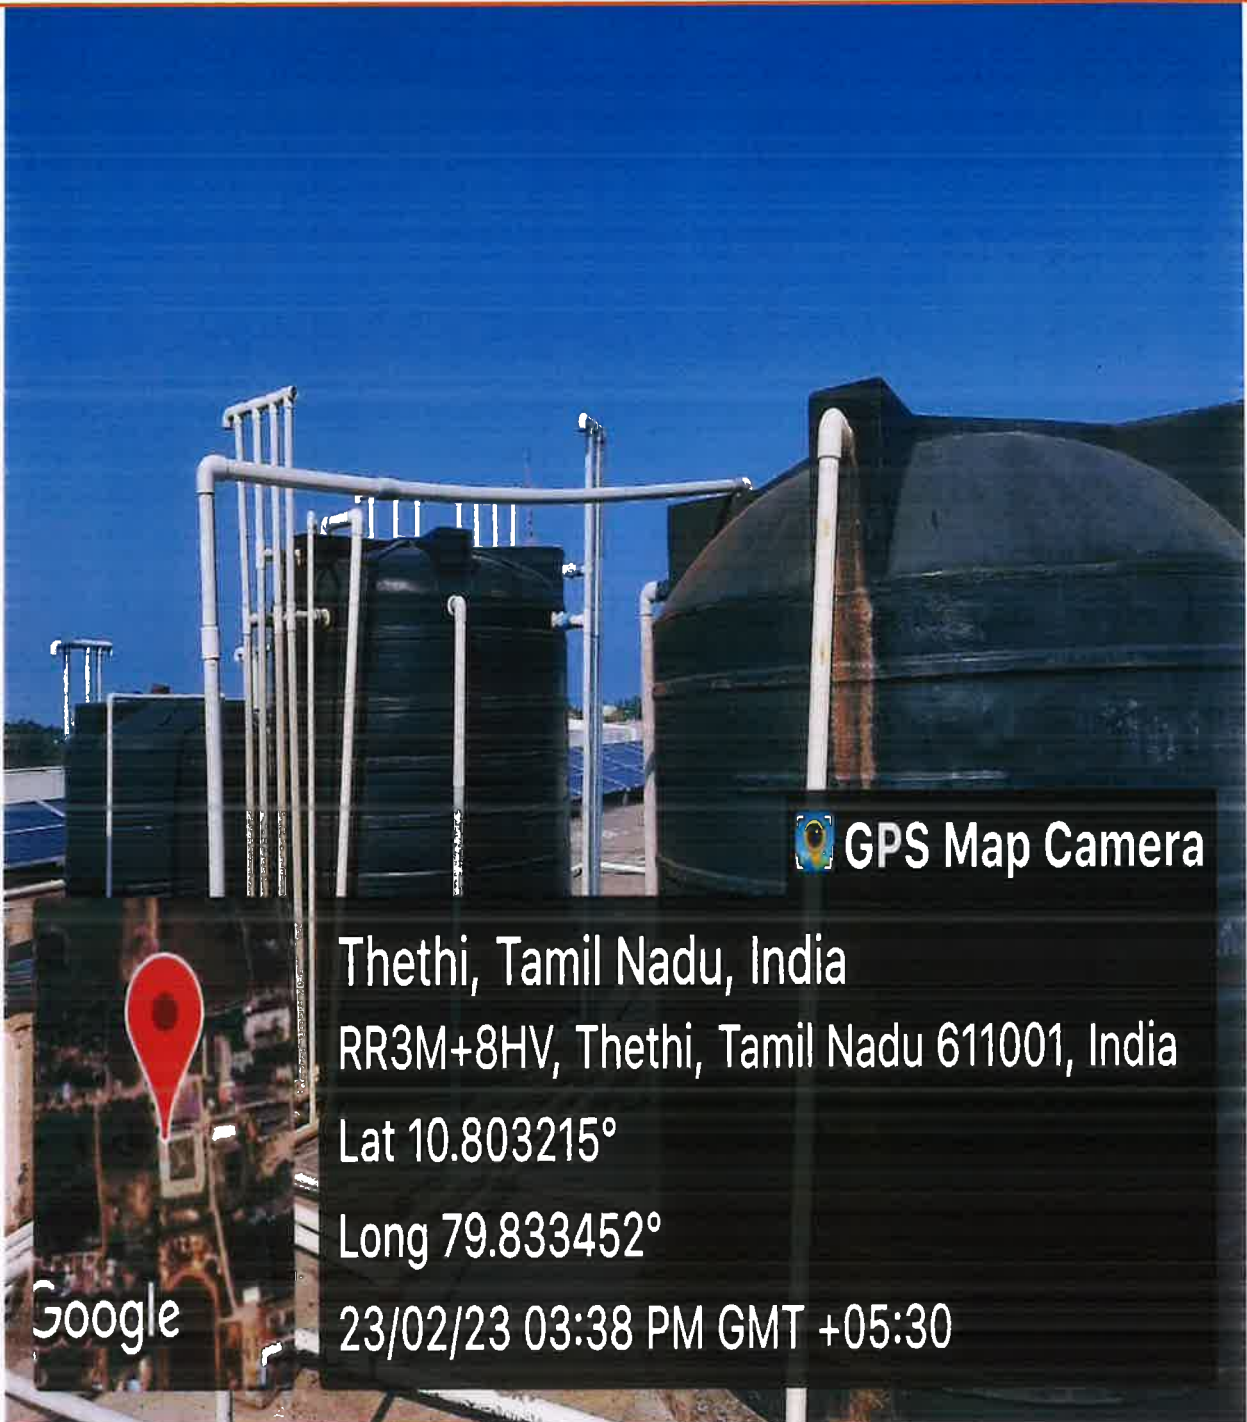 GPS Map Camera
Thethi, Tamil Nadu, India
RR3M+8HV, Thethi, Tamil Nadu 611001, India
Lat 10.803215°
Long 79.833452°
23/02/23 03:38 PM GMT +05:30
Google